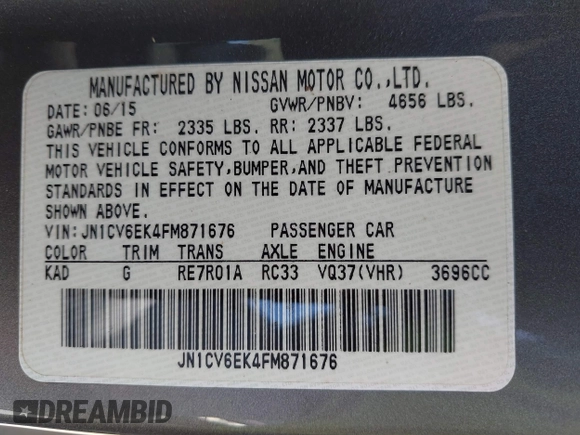 MANUFACTURED BY NISSAN MOTOR CO.,LTD.
DATE: 06/15 GVWR/PNBV: 4656 LBS.
GAWR/PNBE FR: 2335 LBS. RR: 2337 LBS.
THIS VEHICLE CONFORMS TO ALL APPLICABLE FEDERAL
MOTOR VEHICLE SAFETY,BUMPER,AND THEFT PREVENTION
STANDARDS IN EFFECT ON THE DATE OF MANUFACTURE
SHOWN ABOVE.
VIN: JN1CV6EK4FM871676 PASSENGER CAR
COLOR TRIM TRANS AXLE ENGINE
KAD G RE7R01A RC33 VQ37(VHR) 3696CC
JN1CV6EK4FM871676
DREAMBID